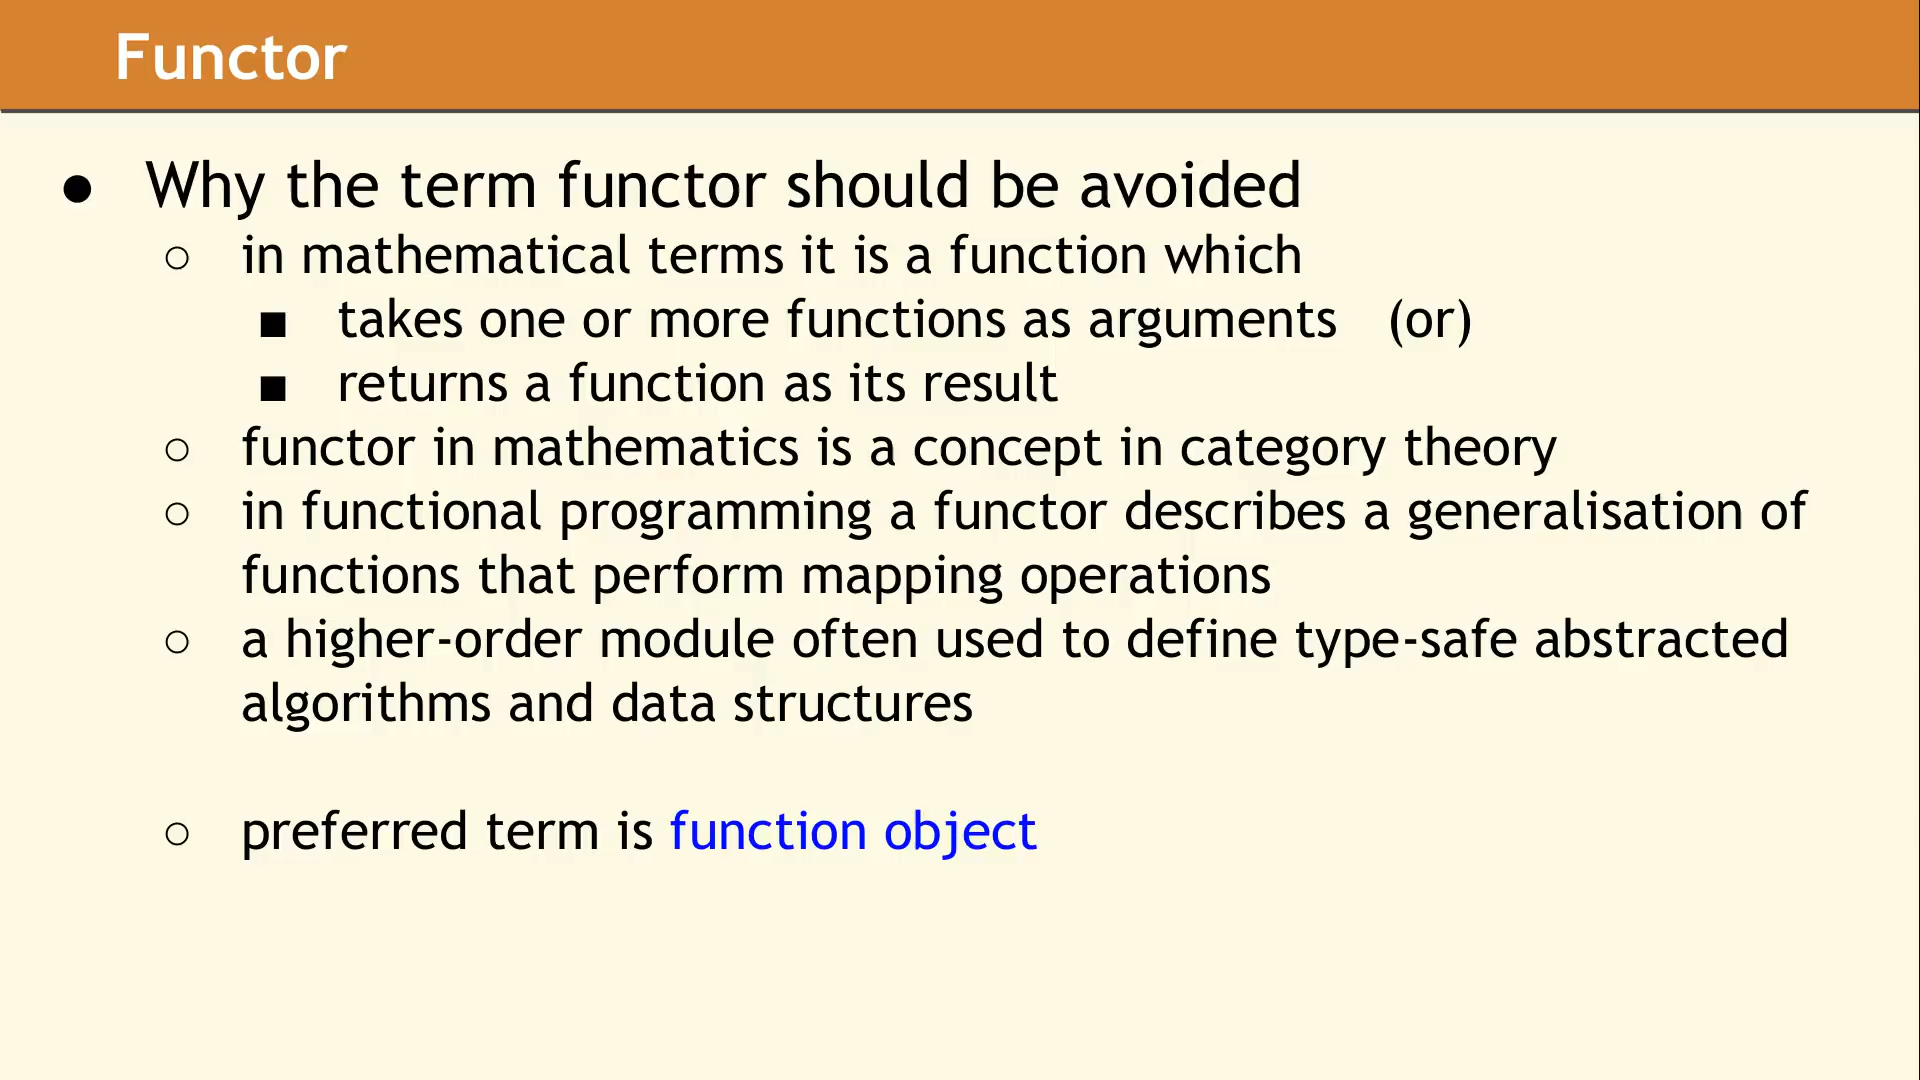 Functor
● Why the term functor should be avoided
○ in mathematical terms it is a function which
■ takes one or more functions as arguments (or)
■ returns a function as its result
○ functor in mathematics is a concept in category theory
○ in functional programming a functor describes a generalisation of
functions that perform mapping operations
○ a higher-order module often used to define type-safe abstracted
algorithms and data structures
○ preferred term is function object